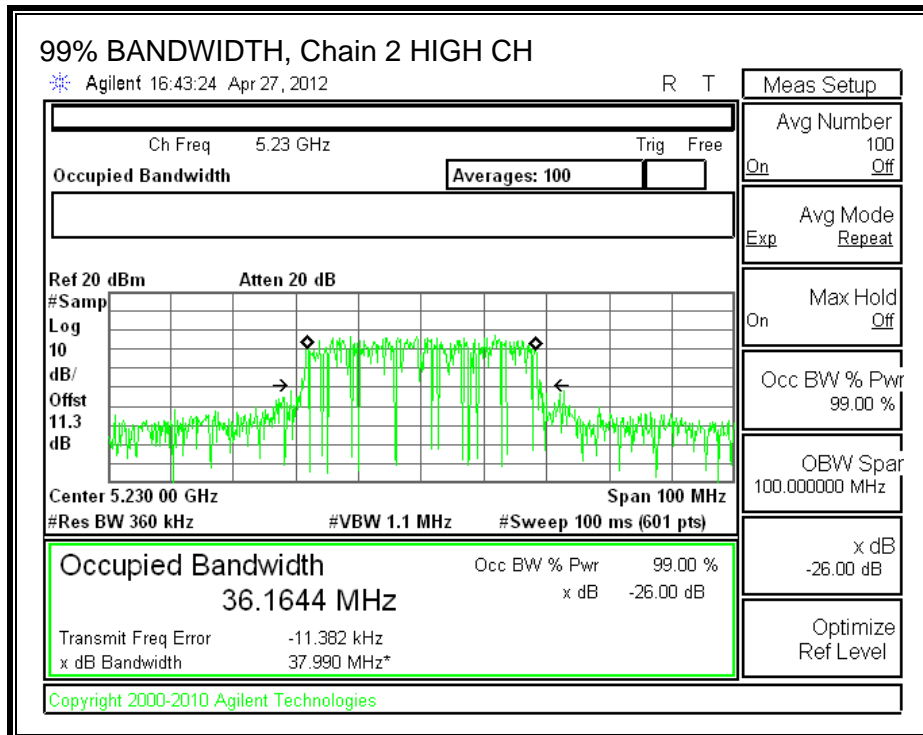 99% BANDWIDTH, Chain 2 HIGH CH
Agilent 16:43:24 Apr 27, 2012 R T
Ch Freq 5.23 GHz Trig Free
Occupied Bandwidth Averages: 100
Ref 20 dBm Atten 20 dB
#Samp
Log
10
dB/
Offst
11.3
dB
Center 5.230 00 GHz Span 100 MHz
#Res BW 360 kHz #VBW 1.1 MHz #Sweep 100 ms (601 pts)
Occupied Bandwidth Occ BW % Pwr 99.00 %
36.1644 MHz x dB -26.00 dB
Transmit Freq Error -11.382 kHz
x dB Bandwidth 37.990 MHz*
Copyright 2000-2010 Agilent Technologies
Meas Setup
Avg Number
100
On Off
Avg Mode
Exp Repeat
Max Hold
On Off
Occ BW % Pwr
99.00 %
OBW Span
100.000000 MHz
x dB
-26.00 dB
Optimize
Ref Level